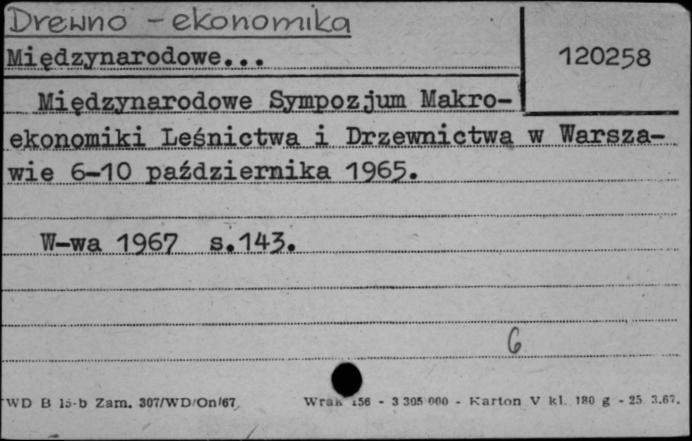 Drewno - ekonomika
Międzynarodowe...
120258
Międzynarodowe Sympozjum Makro-
ekonomiki Leśnictwa i Drzewnictwa w Warsza-
wie 6-10 października 1965.
W-wa 1967 s.143.
6
WD B 15-b Zam. 307/WD/On/67, 156 - 3 305 000 - Karton V kl. 180 g - 25. 3.67.